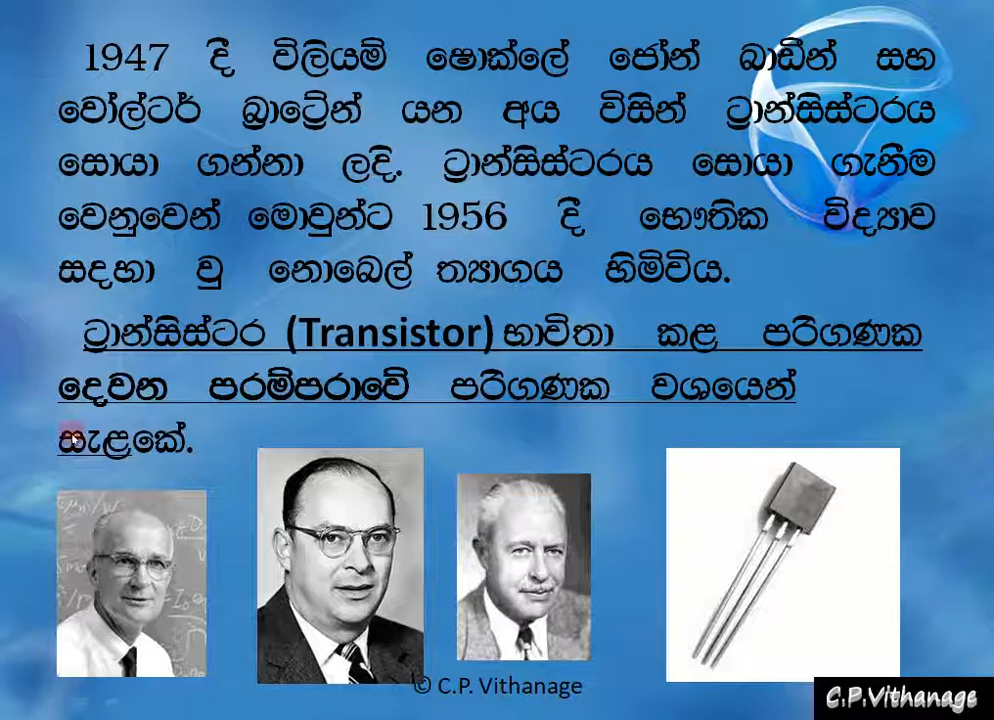 1947 දී විලියම් ෂොක්ලේ ජෝන් බාඩීන් සහ
වෝල්ටර් බ්‍රාට්‍රේන් යන අය විසින් ට්‍රාන්සිස්ටරය
සොයා ගන්නා ලදි. ට්‍රාන්සිස්ටරය සොයා ගැනීම
වෙනුවෙන් මොවුන්ට 1956 දී භෞතික විද්‍යාව
සඳහා වු නොබෙල් ත්‍යාගය හිමිවිය.
ට්‍රාන්සිස්ටර (Transistor) භාවිතා කළ පරිගණක
දෙවන පරම්පරාවේ පරිගණක වශයෙන්
සැළකේ.
© C.P. Vithanage
C.P.Vithanage